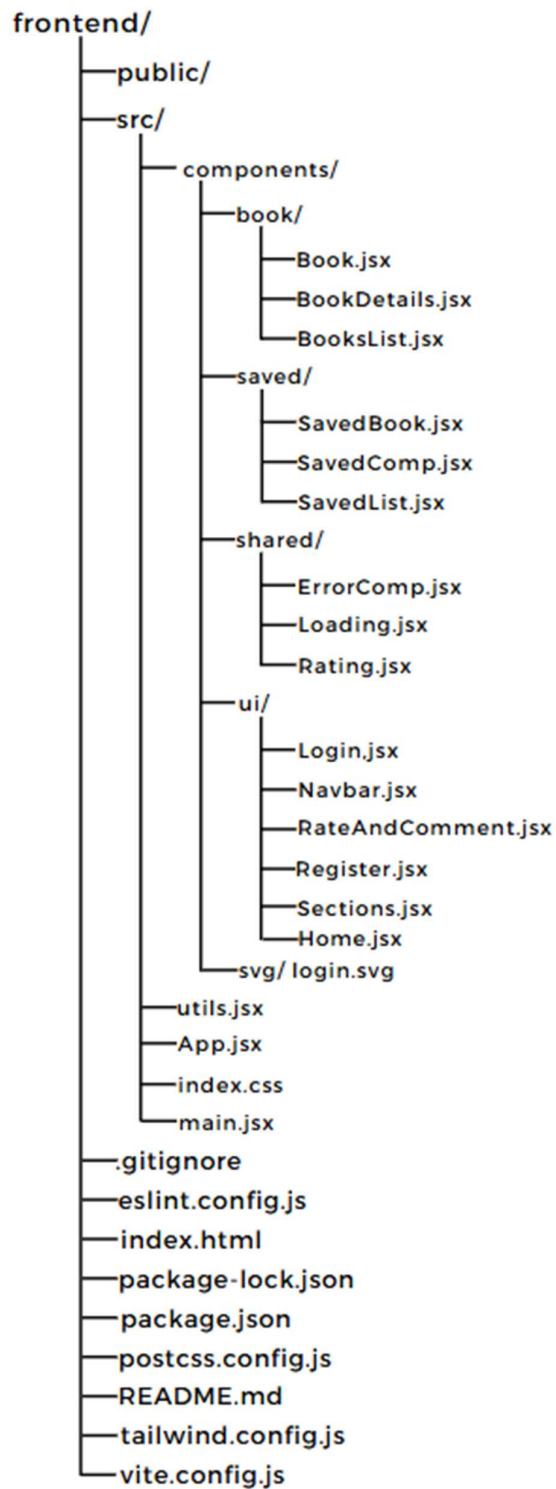 frontend/
public/
src/
components/
book/
Book.jsx
BookDetails.jsx
BooksList.jsx
saved/
SavedBook.jsx
SavedComp.jsx
SavedList.jsx
shared/
ErrorComp.jsx
Loading.jsx
Rating.jsx
ui/
Login,jsx
Navbar.jsx
RateAndComment.jsx
Register.jsx
Sections.jsx
Home.jsx
svg/ login.svg
utils.jsx
App.jsx
index.css
main.jsx
.gitignore
eslint.config.js
index.html
package-lock.json
package.json
postcss.config.js
README.md
tailwind.config.js
vite.config.js